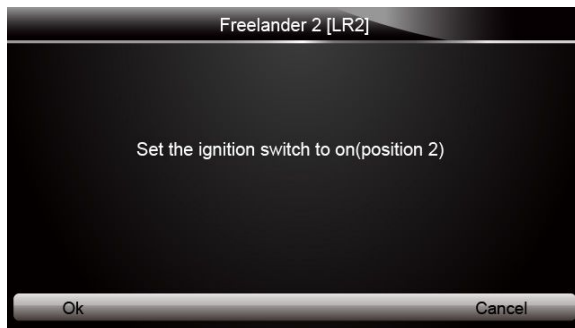 Freelander 2 [LR2]
Set the ignition switch to on(position 2)
Ok Cancel